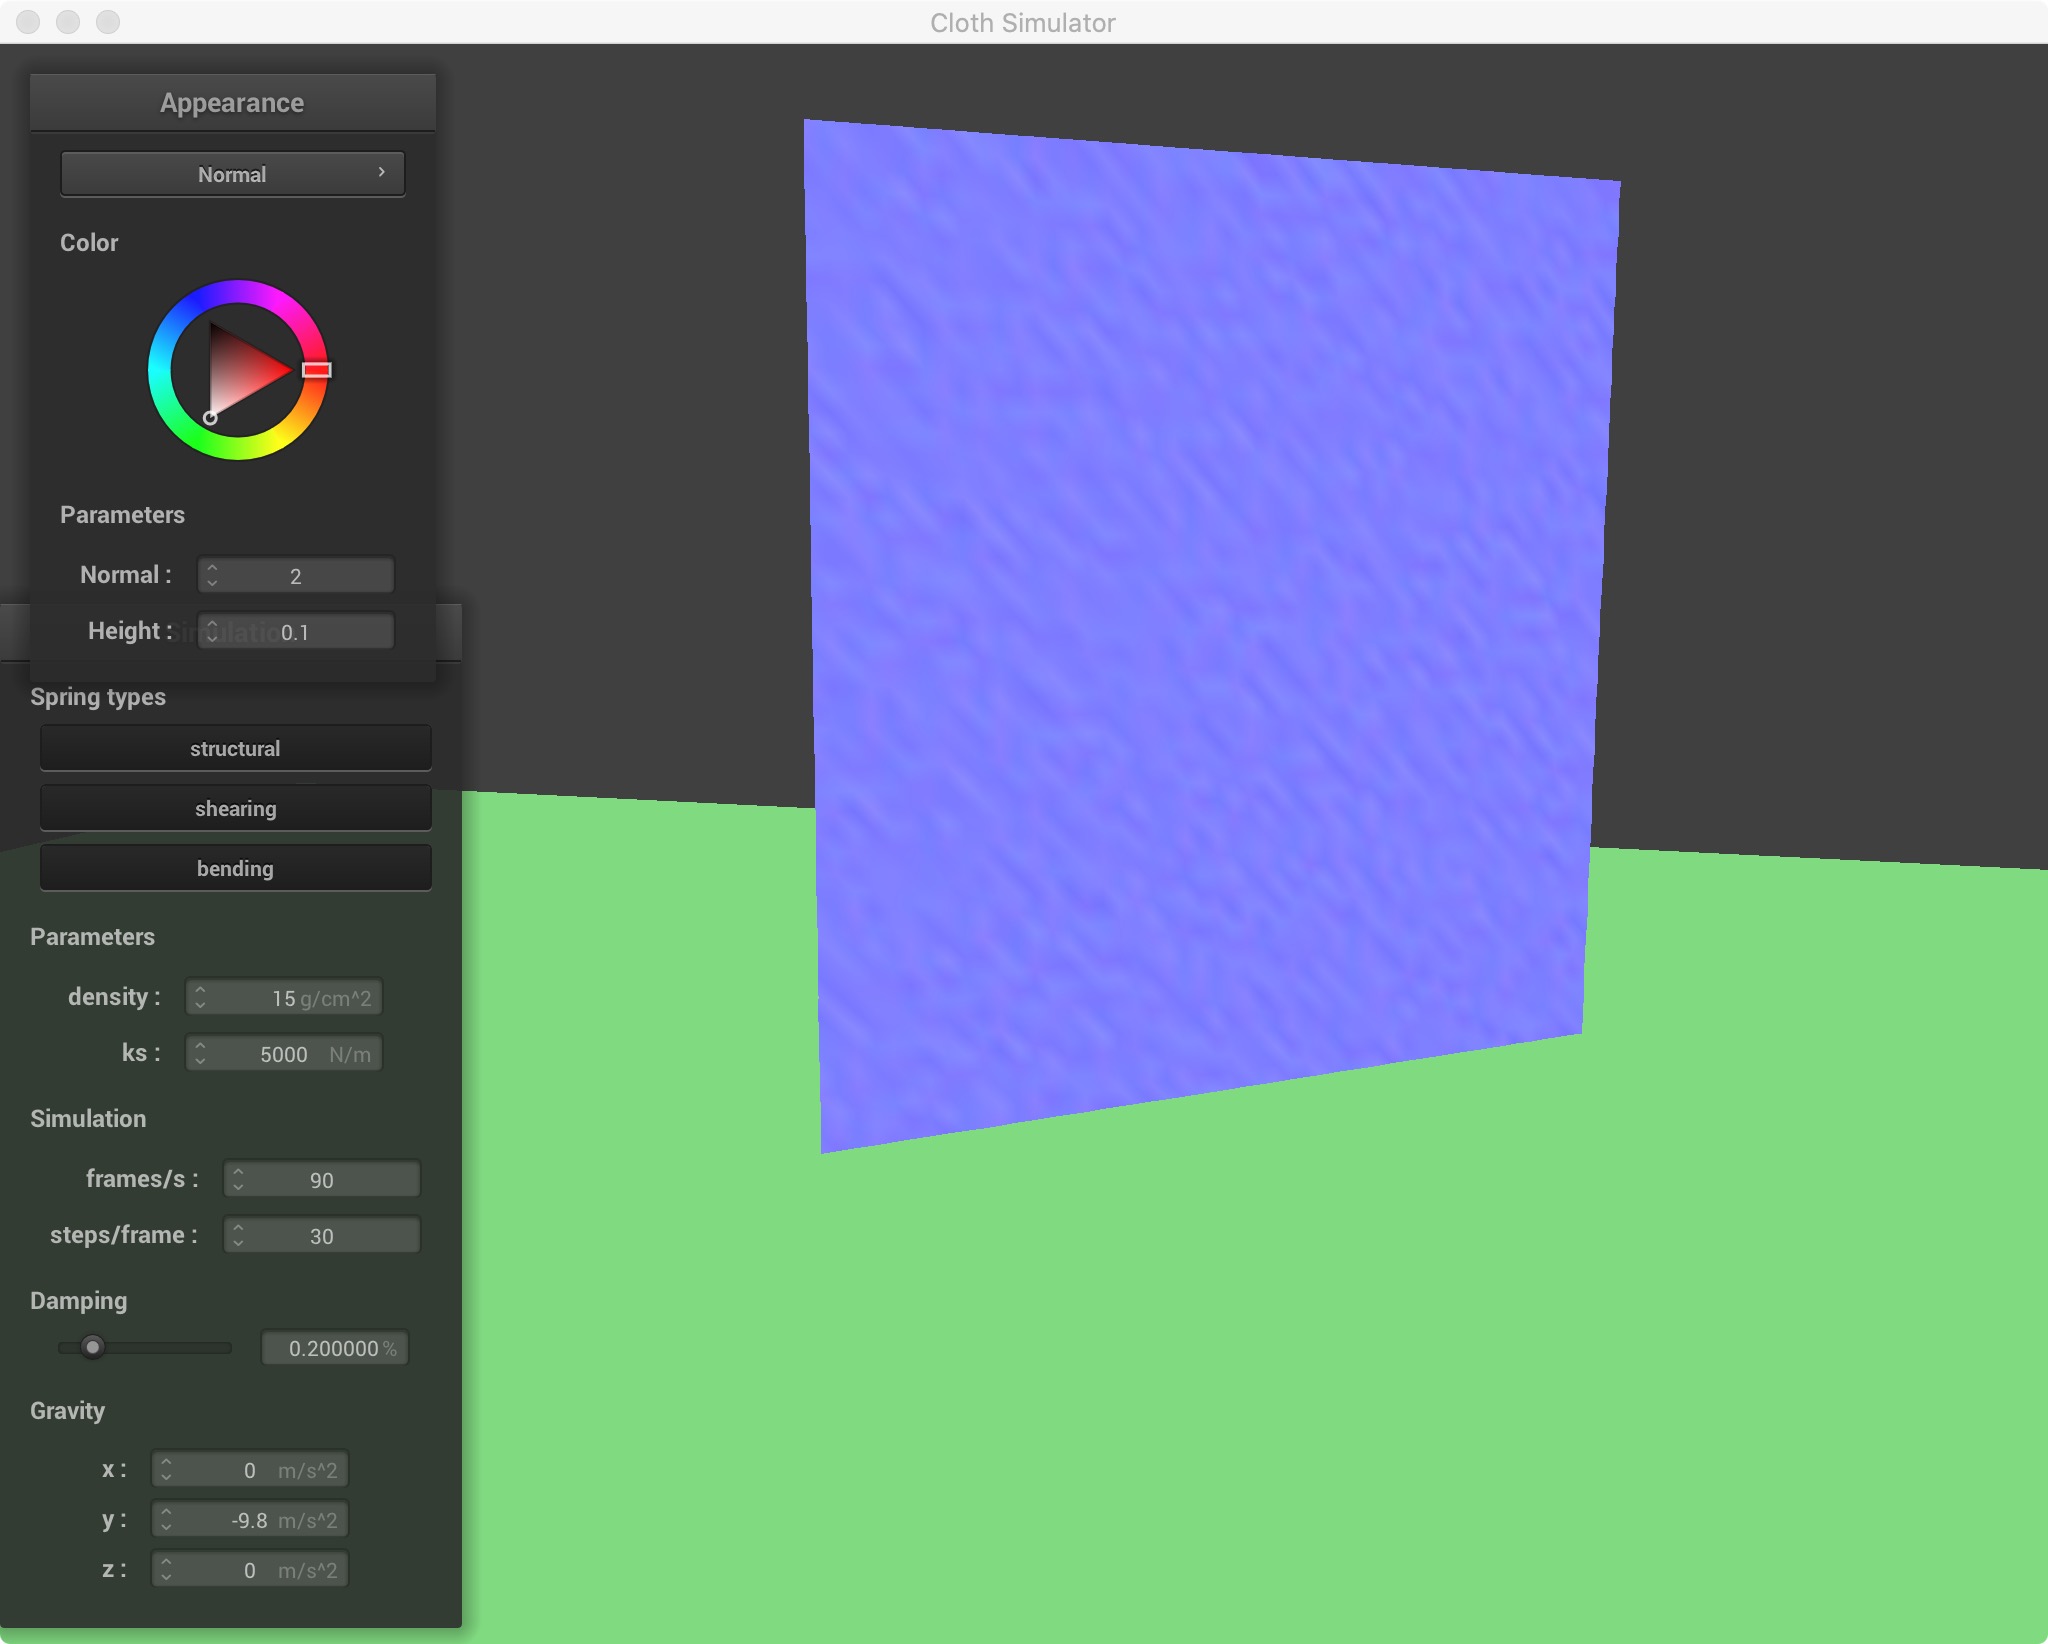 Cloth Simulator
Appearance
Normal
Color
Parameters
Normal : 2
Height : 0.1
Simulation
Spring types
structural
shearing
bending
Parameters
density : 15 g/cm^2
ks : 5000 N/m
Simulation
frames/s : 90
steps/frame : 30
Damping
0.200000 %
Gravity
x : 0 m/s^2
y : -9.8 m/s^2
z : 0 m/s^2